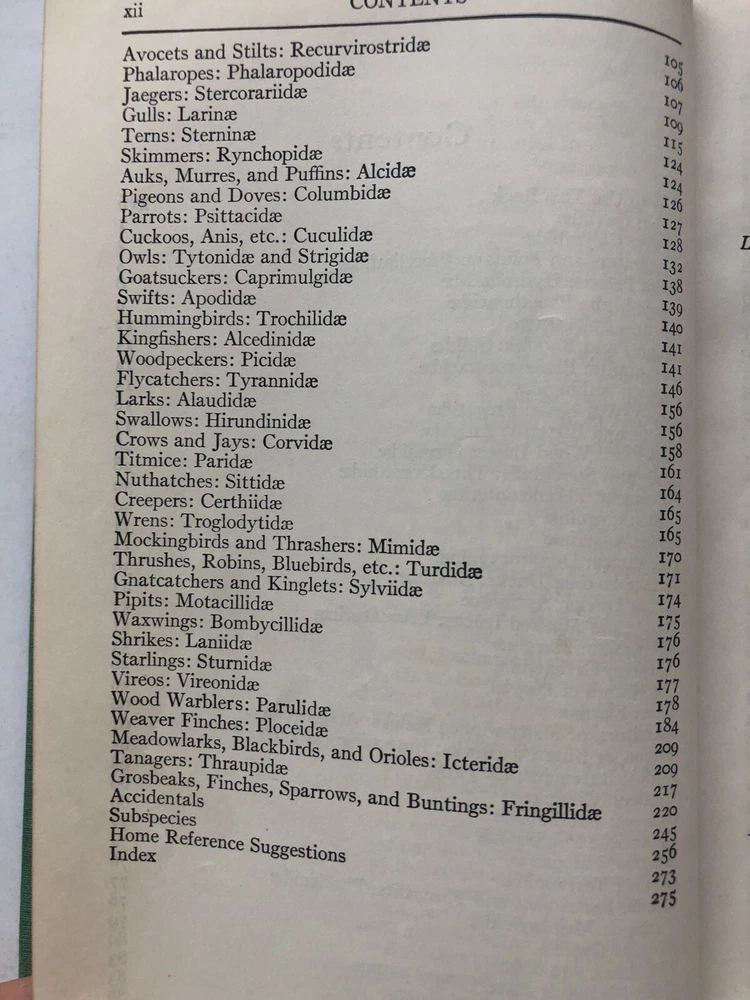 xii CONTENTS
Avocets and Stilts: Recurvirostridæ 105
Phalaropes: Phalaropodidæ 106
Jaegers: Stercorariidæ 107
Gulls: Larinæ 109
Terns: Sterninæ 115
Skimmers: Rynchopidæ 124
Auks, Murres, and Puffins: Alcidæ 124
Pigeons and Doves: Columbidæ 126
Parrots: Psittacidæ 127
Cuckoos, Anis, etc.: Cuculidæ 128
Owls: Tytonidæ and Strigidæ 132
Goatsuckers: Caprimulgidæ 138
Swifts: Apodidæ 139
Hummingbirds: Trochilidæ 140
Kingfishers: Alcedinidæ 141
Woodpeckers: Picidæ 141
Flycatchers: Tyrannidæ 146
Larks: Alaudidæ 156
Swallows: Hirundinidæ 156
Crows and Jays: Corvidæ 158
Titmice: Paridæ 161
Nuthatches: Sittidæ 164
Creepers: Certhiidæ 165
Wrens: Troglodytidæ 165
Mockingbirds and Thrashers: Mimidæ 170
Thrushes, Robins, Bluebirds, etc.: Turdidæ 171
Gnatcatchers and Kinglets: Sylviidæ 174
Pipits: Motacillidæ 175
Waxwings: Bombycillidæ 176
Shrikes: Laniidæ 176
Starlings: Sturnidæ 177
Vireos: Vireonidæ 178
Wood Warblers: Parulidæ 184
Weaver Finches: Ploceidæ 209
Meadowlarks, Blackbirds, and Orioles: Icteridæ 209
Tanagers: Thraupidæ 217
Grosbeaks, Finches, Sparrows, and Buntings: Fringillidæ 220
Accidentals 245
Subspecies 256
Home Reference Suggestions 273
Index 275